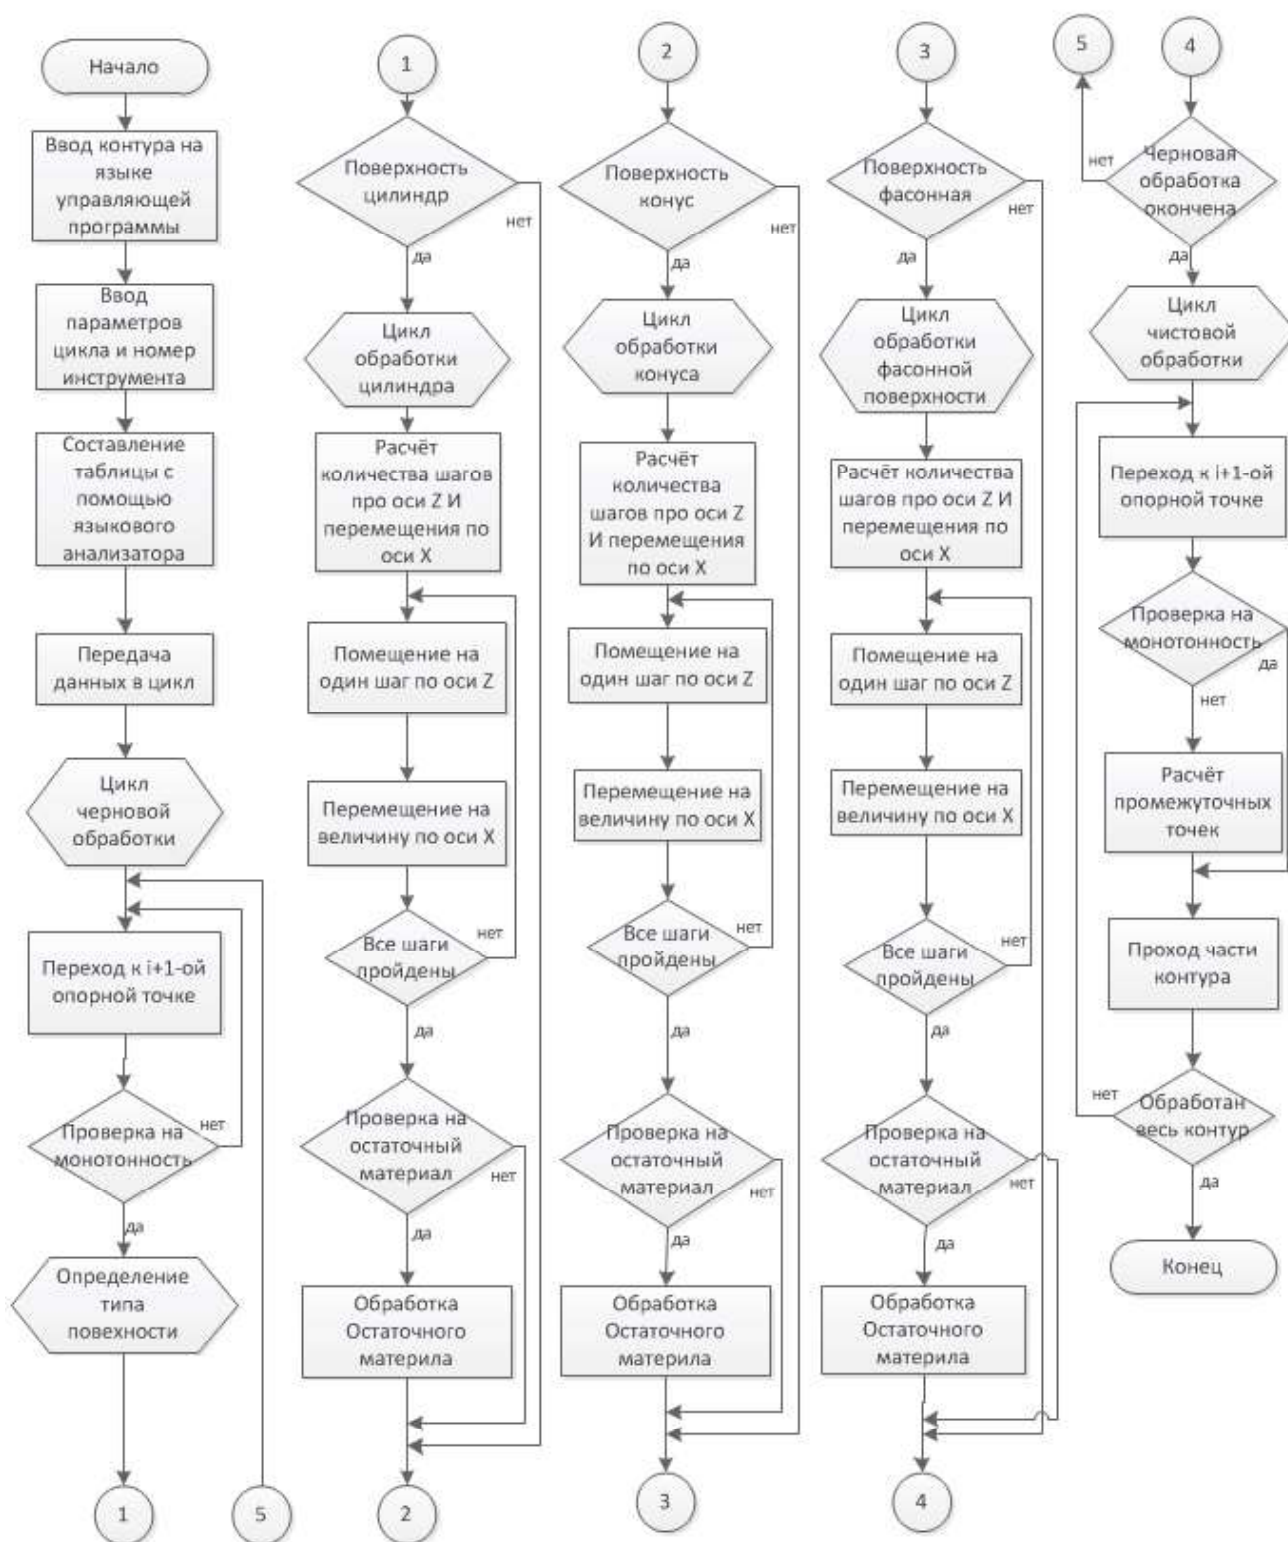 Начало
Ввод контура на
языке
управляющей
программы
Ввод
параметров
цикла и номер
инструмента
Составление
таблицы с
помощью
языкового
анализатора
Передача
данных в цикл
Цикл
черновой
обработки
Переход к i+1-ой
опорной точке
Проверка на
монотонность
нет
да
Определение
типа
повехности
1
5
1
Поверхность
цилиндр
нет
да
Цикл
обработки
цилиндра
Расчёт
количества шагов
про оси Z И
перемещения по
оси X
Помещение на
один шаг по оси Z
Перемещение на
величину по оси X
Все шаги
пройдены
нет
да
Проверка на
остаточный
материал
нет
да
Обработка
Остаточного
материла
2
2
Поверхность
конус
нет
да
Цикл
обработки
конуса
Расчёт
количества
шагов про оси Z
И перемещения
по оси X
Помещение на
один шаг по оси Z
Перемещение на
величину по оси X
Все шаги
пройдены
нет
да
Проверка на
остаточный
материал
нет
да
Обработка
Остаточного
материла
3
3
Поверхность
фасонная
нет
да
Цикл
обработки
фасонной
поверхности
Расчёт количества
шагов про оси Z И
перемещения по
оси X
Помещение на
один шаг по оси Z
Перемещение на
величину по оси X
Все шаги
пройдены
нет
да
Проверка на
остаточный
материал
нет
да
Обработка
Остаточного
материла
4
5
4
нет
Черновая
обработка
окончена
да
Цикл
чистовой
обработки
Переход к i+1-ой
опорной точке
Проверка на
монотонность
да
нет
Расчёт
промежуточных
точек
Проход части
контура
нет
Обработан
весь контур
да
Конец